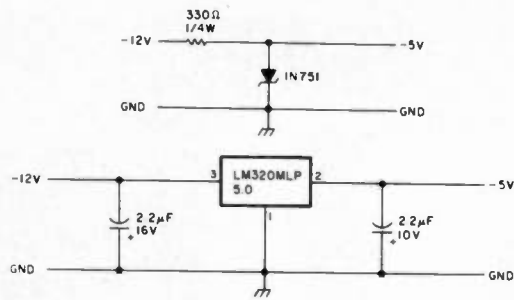 330Ω
1/4W
-12V
-5V
1N751
GND
GND
-12V
3
LM320MLP
5.0
2
-5V
1
2.2µF
16V
+
2.2µF
10V
+
GND
GND